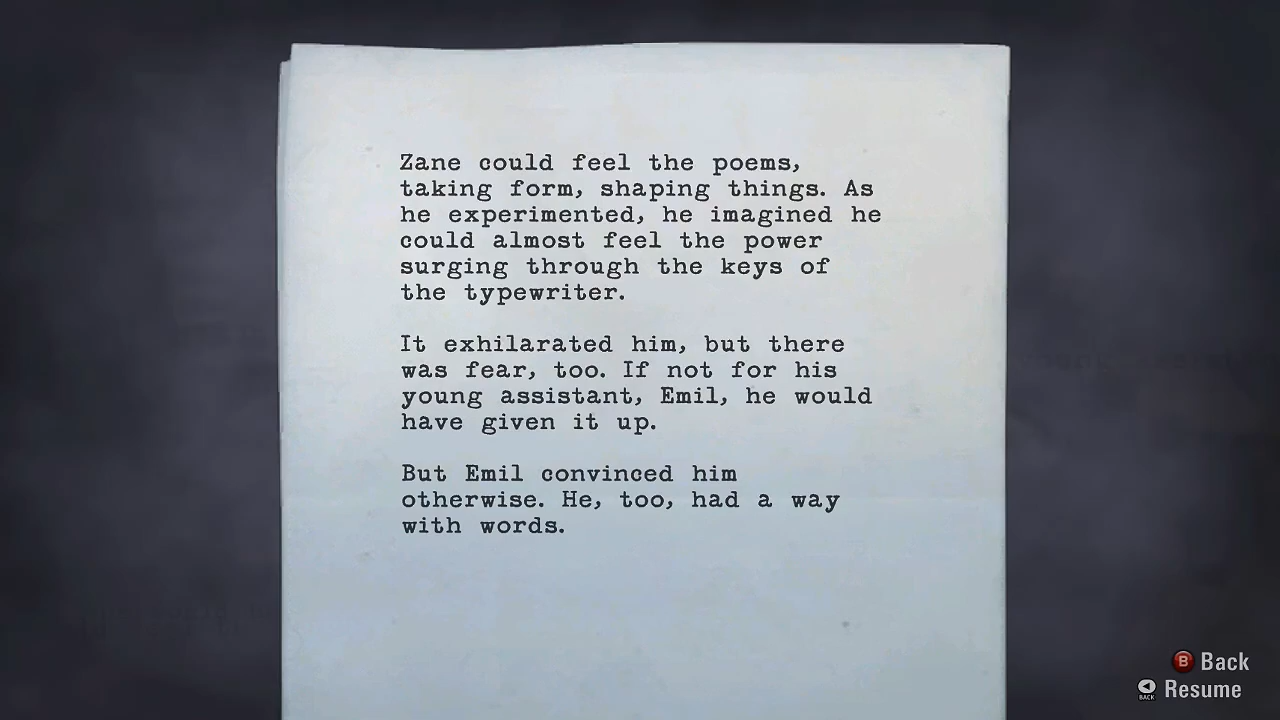 Zane could feel the poems,
taking form, shaping things. As
he experimented, he imagined he
could almost feel the power
surging through the keys of
the typewriter.
It exhilarated him, but there
was fear, too. If not for his
young assistant, Emil, he would
have given it up.
But Emil convinced him
otherwise. He, too, had a way
with words.
B Back
BACK Resume